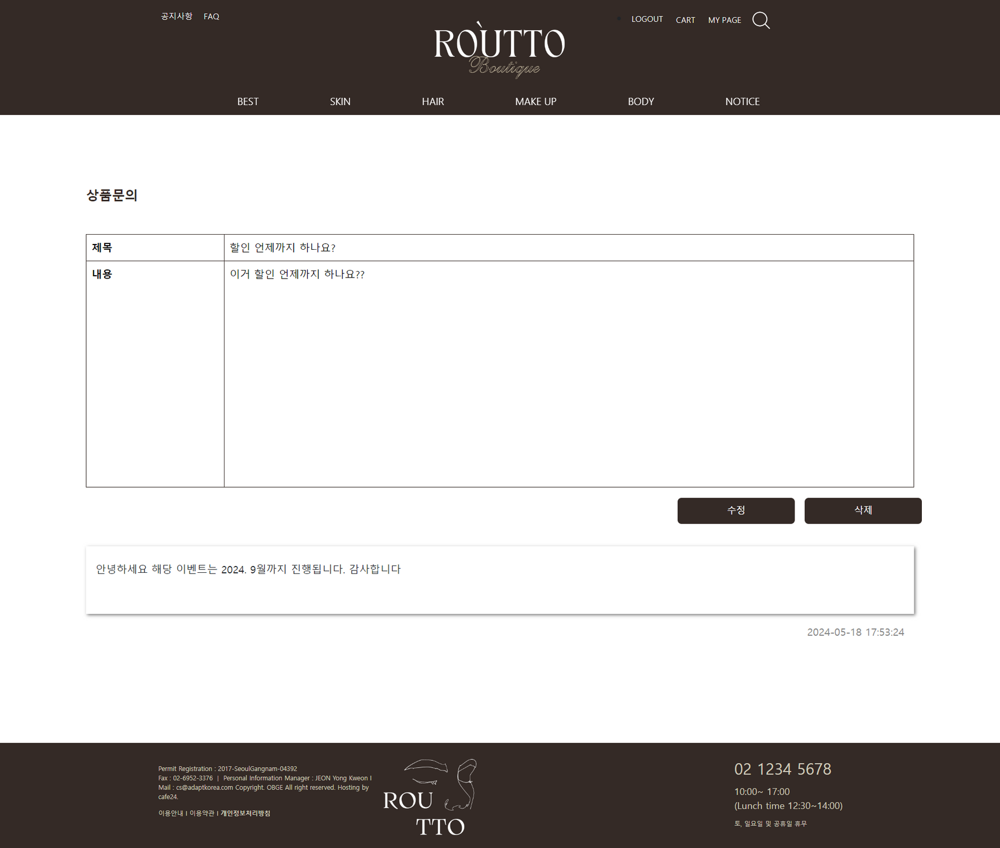 공지사항 FAQ
LOGOUT CART MY PAGE
ROÙTTO
Boutique
BEST SKIN HAIR MAKE UP BODY NOTICE
상품문의
제목 할인 언제까지 하나요?
내용 이거 할인 언제까지 하나요??
수정 삭제
안녕하세요 해당 이벤트는 2024. 9월까지 진행됩니다. 감사합니다
2024-05-18 17:53:24
Permit Registration : 2017-SeoulGangnam-04392
Fax : 02-6952-3376 | Personal Information Manager : JEON Yong Kweon I
Mail : cs@adaptkorea.com Copyright. OBGE All right reserved. Hosting by
cafe24.
이용안내 I 이용약관 I 개인정보처리방침
ROU
TTO
02 1234 5678
10:00~ 17:00
(Lunch time 12:30~14:00)
토, 일요일 및 공휴일 휴무